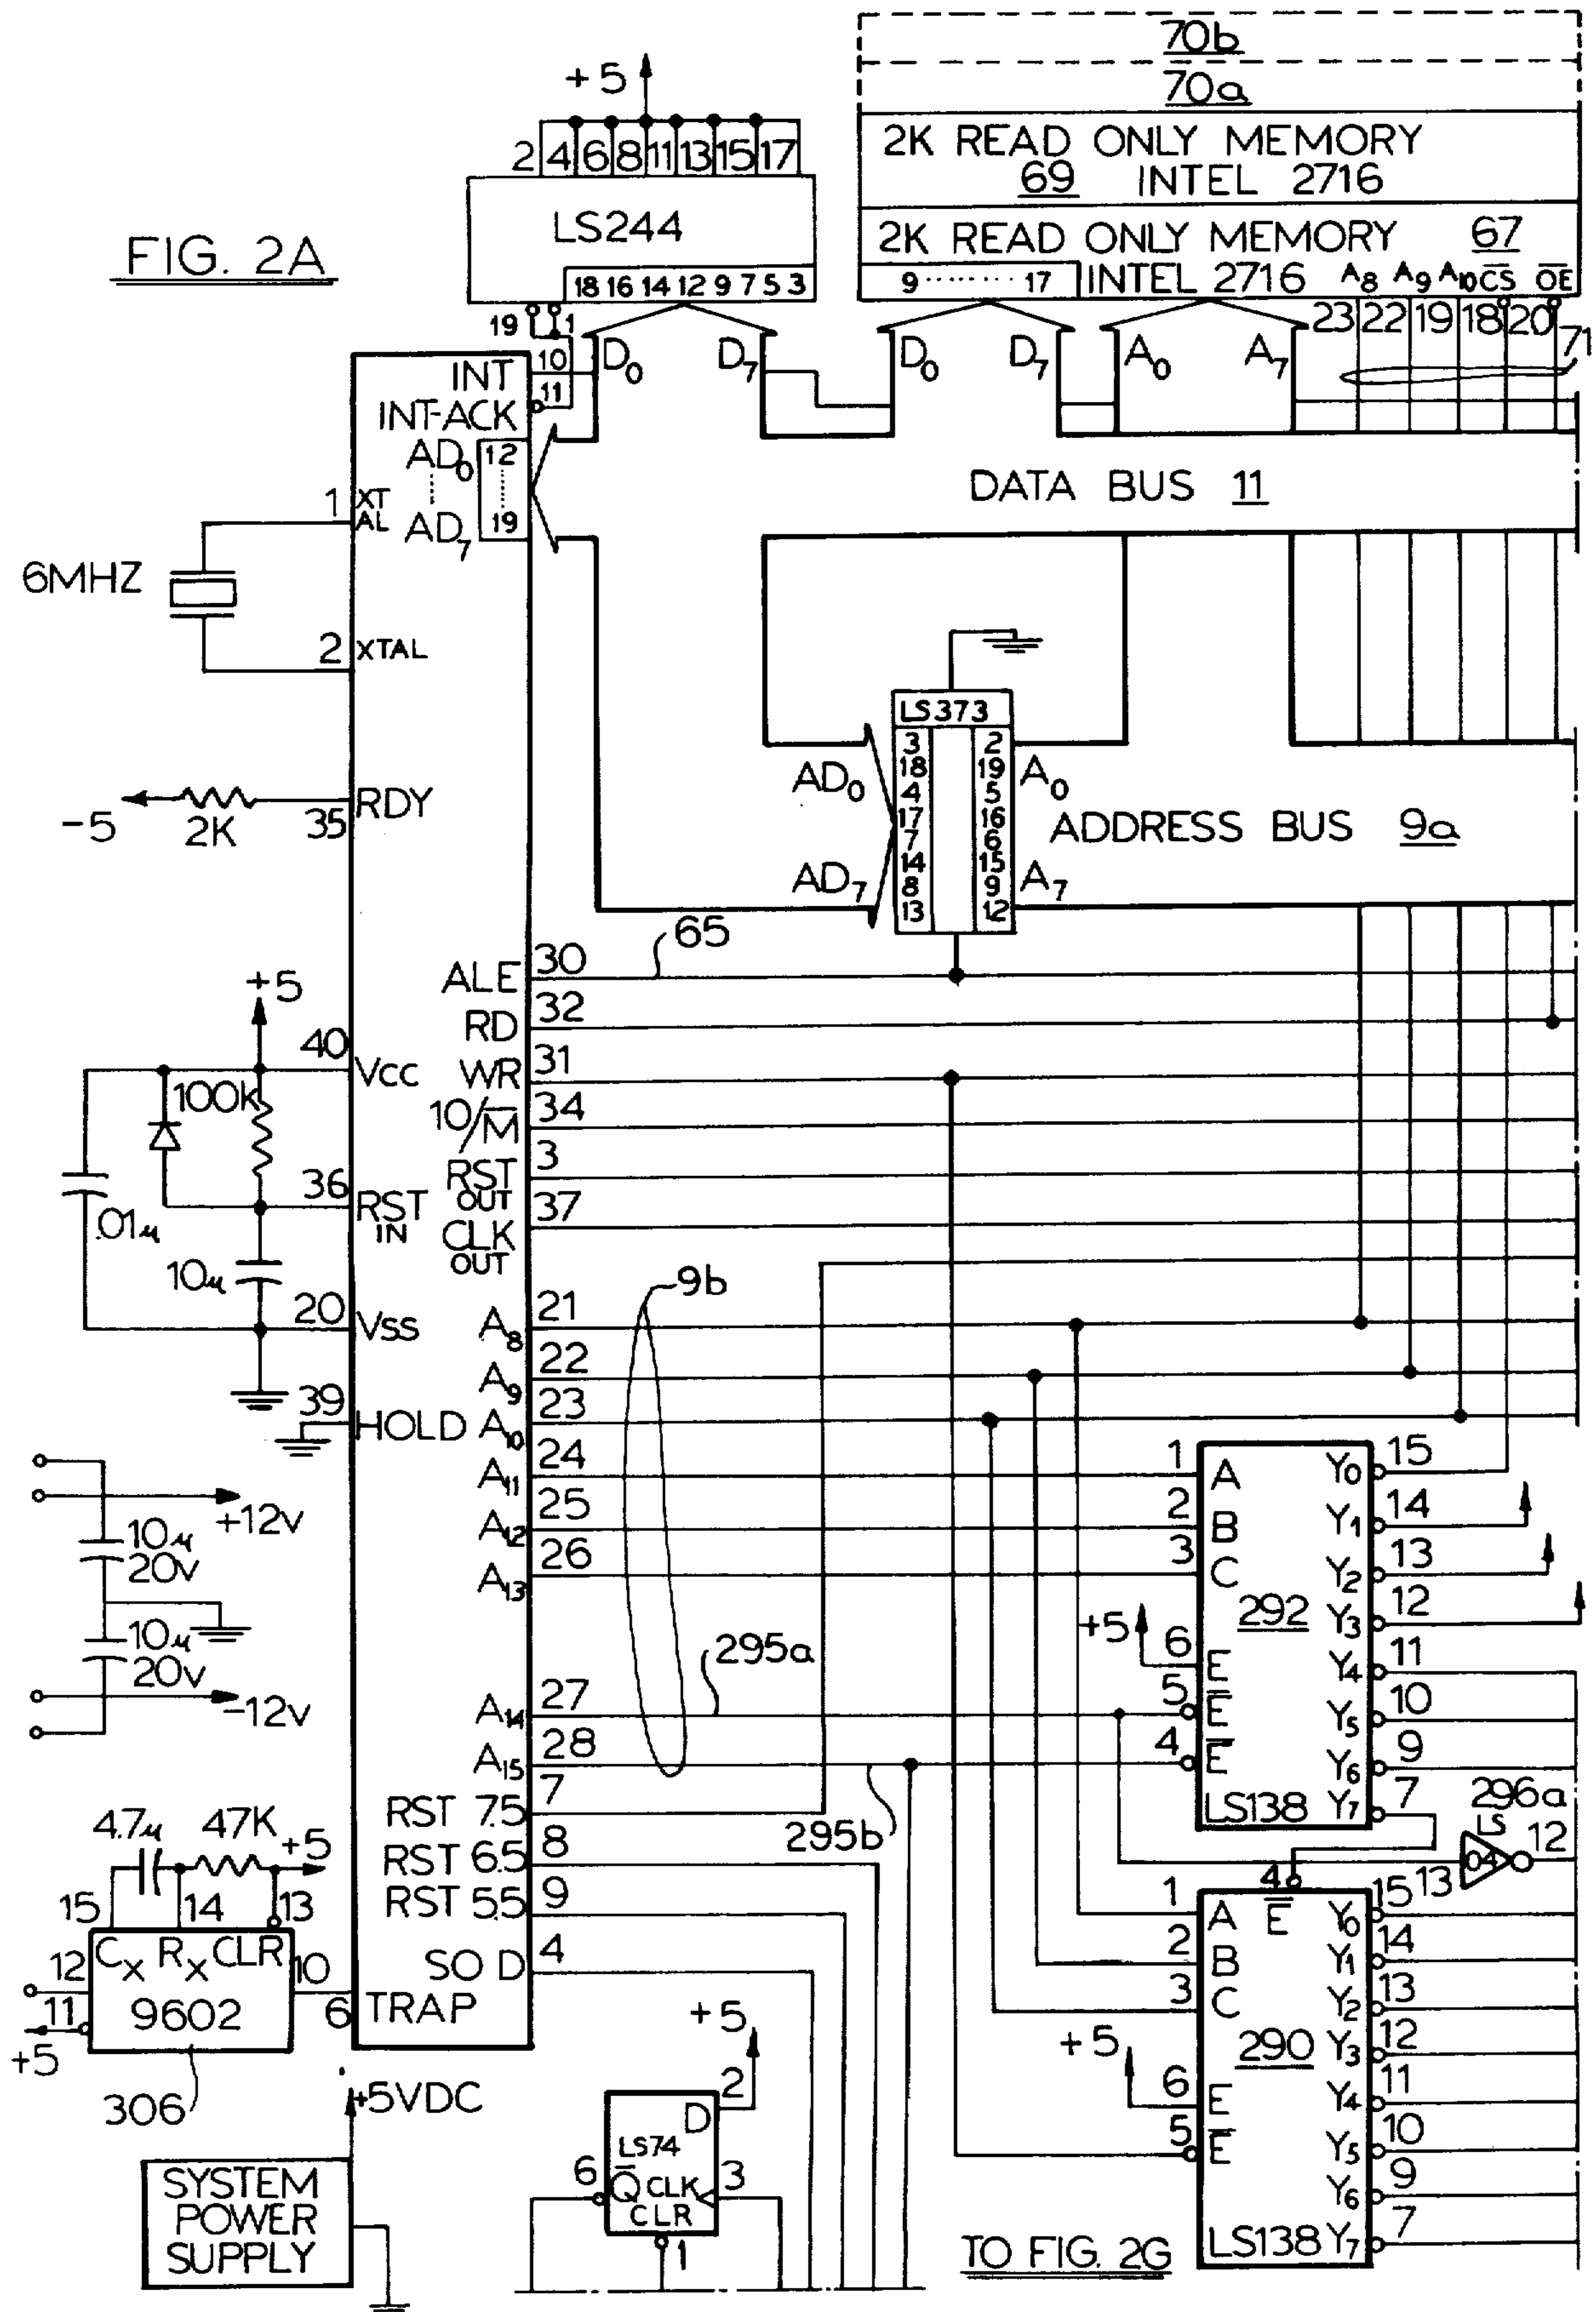 70b
70a
+5
2 4 6 8 11 13 15 17
2K READ ONLY MEMORY
69 INTEL 2716
LS244
FIG. 2A
2K READ ONLY MEMORY 67
18 16 14 12 9 7 5 3
9 ........ 17
INTEL 2716 A8 A9 A10 C̅S̅ O̅E̅
19 1
23 22 19 18 20
71
INT 10
INT-ACK 11
D0 D7
D0 D7
A0 A7
AD0 12
AD7 19
DATA BUS 11
1 XT
AL
6MHZ
2 XTAL
LS373
3 2
18 19
4 5
17 16
7 6
14 15
8 9
13 12
AD0 A0
AD7 A7
ADDRESS BUS 9a
-5 2K 35 RDY
65
ALE 30
RD 32
+5
40 VCC
WR 31
100K
10/M̅ 34
RST 3
OUT
36 RST
IN
.01μ
CLK 37
OUT
10μ
9b
20 VSS
A8 21
A9 22
39 HOLD
A10 23
A11 24
A12 25
A13 26
+12V
10μ
20V
10μ
20V
-12V
1 A Y0 15
2 B Y1 14
3 C Y2 13
292 Y3 12
+5 6 E Y4 11
5 E̅ Y5 10
4 E̅ Y6 9
LS138 Y7 7
295a
A14 27
A15 28
295b
RST 7.5 7
RST 6.5 8
RST 5.5 9
SO D 4
296a
LS
13 04 12
4.7μ 47K +5
15 14 13
CX RX CLR
12 10
11 9602
+5
6 TRAP
306
4 E̅
1 A Y0 15
2 B Y1 14
3 C Y2 13
290 Y3 12
+5 6 E Y4 11
5 E̅ Y5 10
Y6 9
LS138 Y7 7
+5
2 D
LS74
6 Q̅ CLK 3
CLR
1
+5VDC
SYSTEM
POWER
SUPPLY
TO FIG. 2G